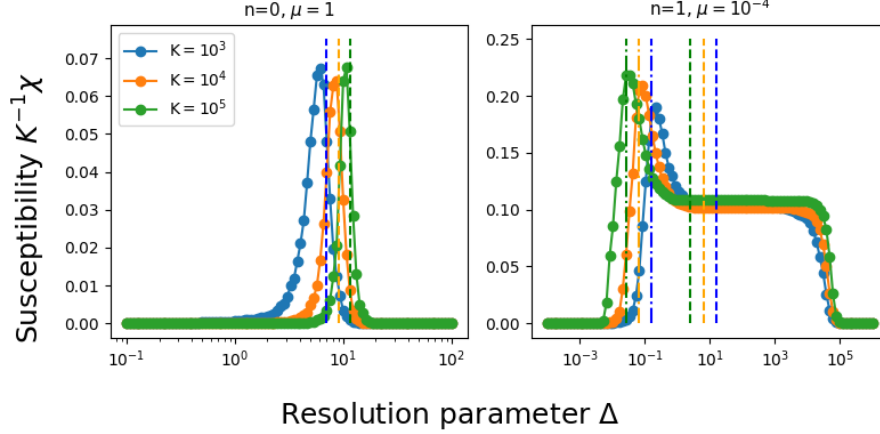 n=0, μ = 1
n=1, μ = 10⁻⁴
Susceptibility K⁻¹χ
0.07
0.06
0.05
0.04
0.03
0.02
0.01
0.00
K = 10³
K = 10⁴
K = 10⁵
10⁻¹ 10⁰ 10¹ 10²
0.25
0.20
0.15
0.10
0.05
0.00
10⁻³ 10⁻¹ 10¹ 10³ 10⁵
Resolution parameter Δ